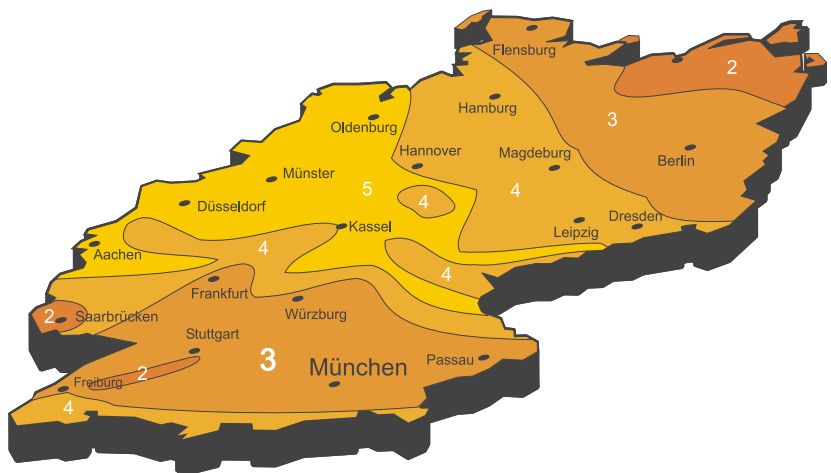 Flensburg
2
Hamburg
3
Oldenburg
Hannover
Magdeburg
Berlin
Münster
5
4
4
Düsseldorf
Kassel
Leipzig
Dresden
Aachen
4
4
Frankfurt
2
Saarbrücken
Würzburg
Stuttgart
3
München
Passau
2
Freiburg
4